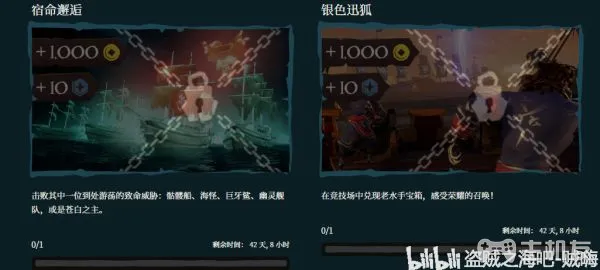 宿命邂逅
+1,000
+10
击败其中一位到处游荡的致命威胁：骷髅船、海怪、巨牙鲨、幽灵舰
队，或是苍白之主。
0/1
剩余时间： 42 天, 8 小时
银色迅狐
+1,000
+10
在竞技场中兑现老水手宝箱，感受荣耀的召唤！
0/1
剩余时间： 42 天, 8 小时
bilibili 盗贼之海吧-贼嗨
主机友